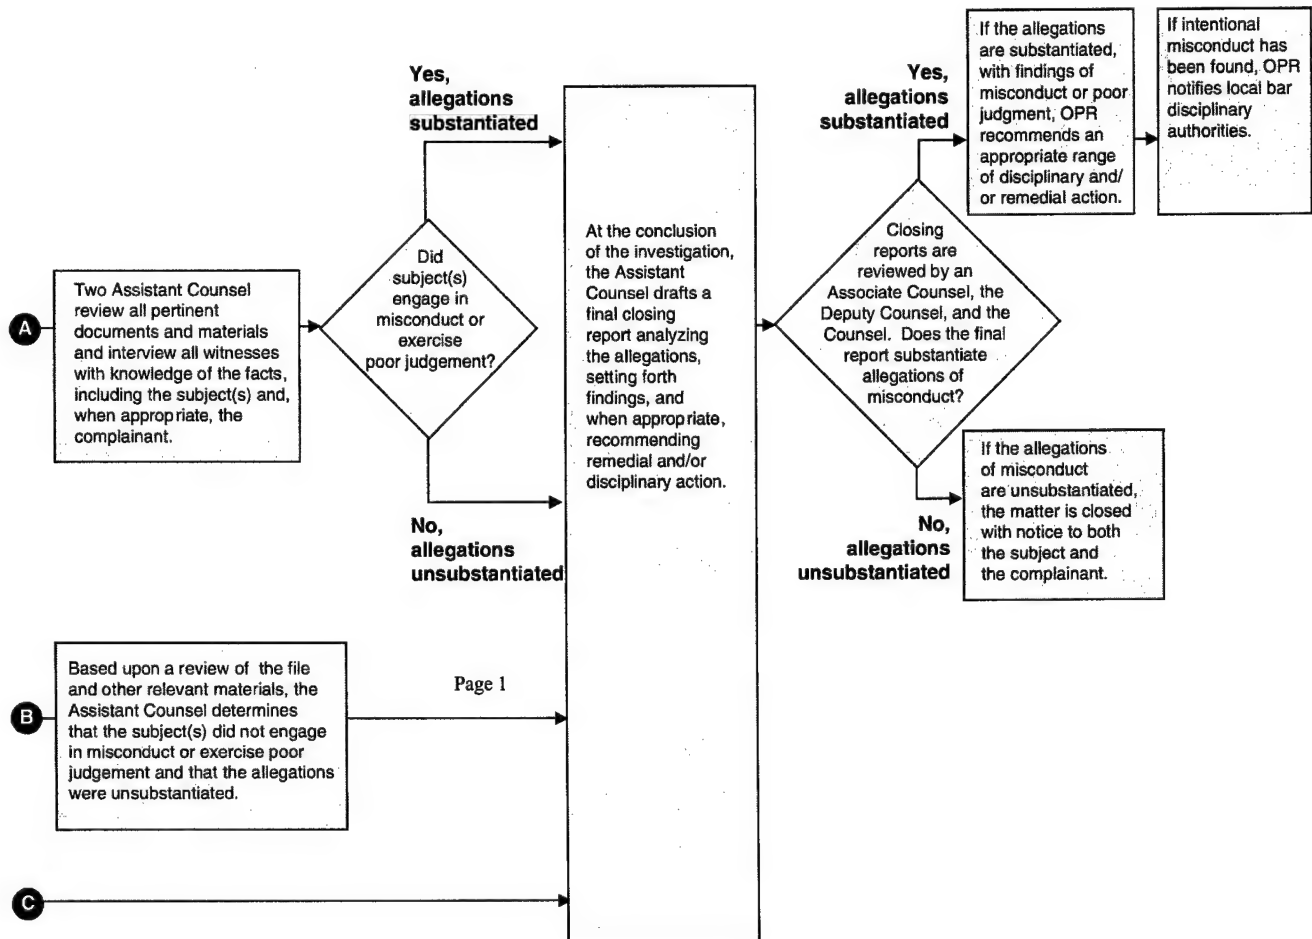 A
Two Assistant Counsel
review all pertinent
documents and materials
and interview all witnesses
with knowledge of the facts,
including the subject(s) and,
when appropriate, the
complainant.
Did
subject(s)
engage in
misconduct or
exercise
poor judgement?
Yes,
allegations
substantiated
No,
allegations
unsubstantiated
B
Based upon a review of the file
and other relevant materials, the
Assistant Counsel determines
that the subject(s) did not engage
in misconduct or exercise poor
judgement and that the allegations
were unsubstantiated.
Page 1
C
At the conclusion
of the investigation,
the Assistant
Counsel drafts a
final closing
report analyzing
the allegations,
setting forth
findings, and
when appropriate,
recommending
remedial and/or
disciplinary action.
Closing
reports are
reviewed by an
Associate Counsel, the
Deputy Counsel, and the
Counsel. Does the final
report substantiate
allegations of
misconduct?
Yes,
allegations
substantiated
If the allegations
are substantiated,
with findings of
misconduct or poor
judgment, OPR
recommends an
appropriate range
of disciplinary and/
or remedial action.
If intentional
misconduct has
been found, OPR
notifies local bar
disciplinary
authorities.
No,
allegations
unsubstantiated
If the allegations
of misconduct
are unsubstantiated,
the matter is closed
with notice to both
the subject and
the complainant.